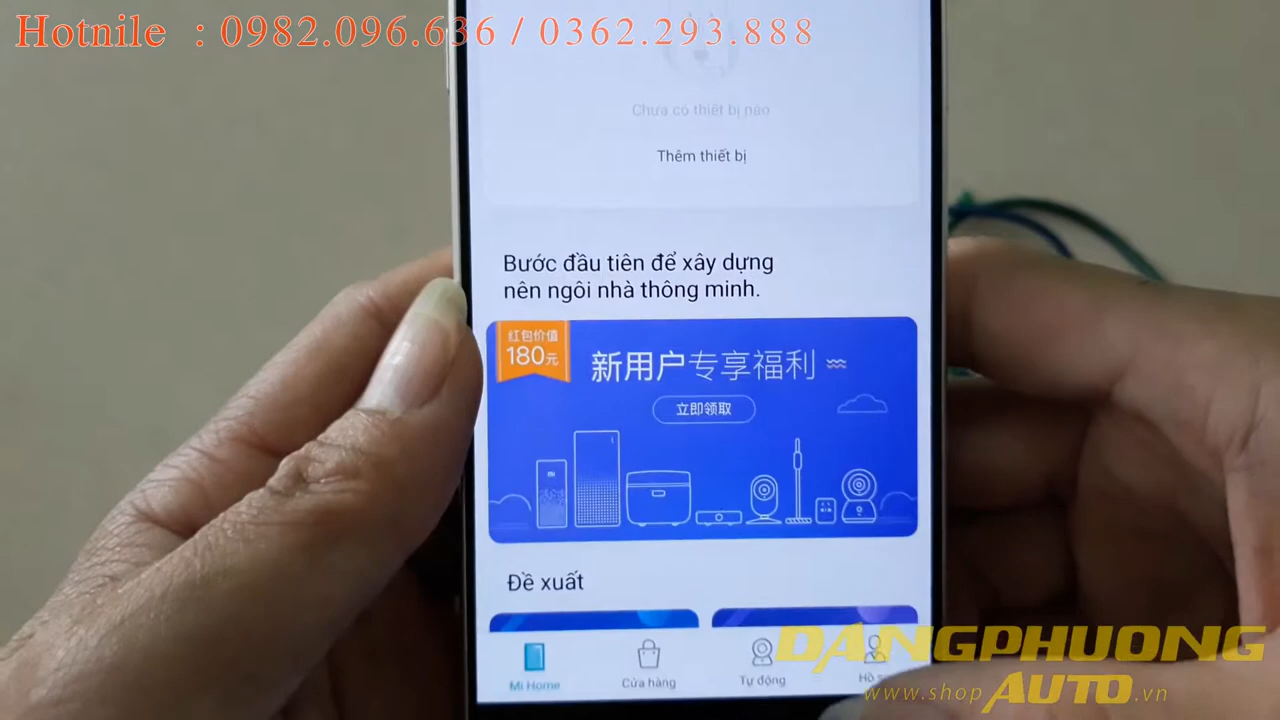 Hotnile : 0982.096.636 / 0362.293.888
Chưa có thiết bị nào
Thêm thiết bị
Bước đầu tiên để xây dựng
nên ngôi nhà thông minh.
红包价值
180元
新用户专享福利
立即领取
Đề xuất
Mi Home
Cửa hàng
Tự động
Hồ
DANGPHUONG
www.shop AUTO.vn